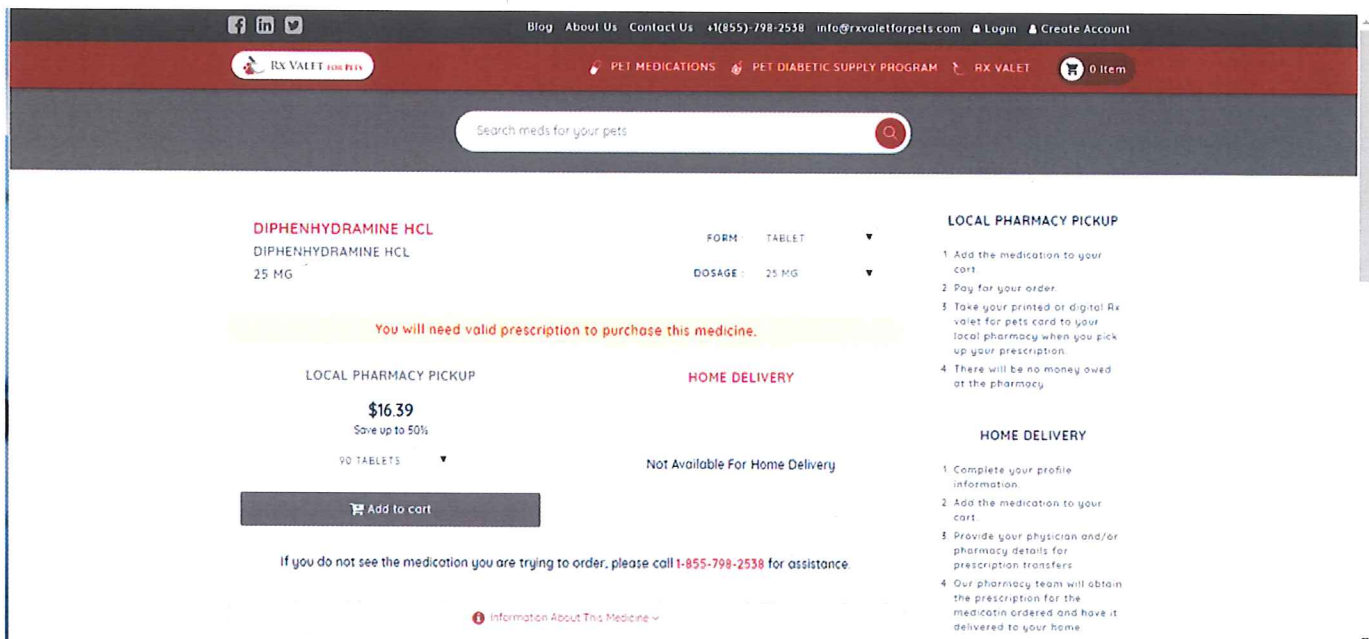 Blog About Us Contact Us +1(855)-798-2538 info@rxvaletforpets.com Login Create Account
RX VALET FOR PETS
PET MEDICATIONS PET DIABETIC SUPPLY PROGRAM RX VALET 0 Item
Search meds for your pets
DIPHENHYDRAMINE HCL
DIPHENHYDRAMINE HCL
25 MG
FORM : TABLET
DOSAGE : 25 MG
You will need valid prescription to purchase this medicine.
LOCAL PHARMACY PICKUP
$16.39
Save up to 50%
90 TABLETS
Add to cart
HOME DELIVERY
Not Available For Home Delivery
If you do not see the medication you are trying to order, please call 1-855-798-2538 for assistance.
Information About This Medicine
LOCAL PHARMACY PICKUP
1 Add the medication to your
cart.
2 Pay for your order.
3 Take your printed or digital Rx
valet for pets card to your
local pharmacy when you pick
up your prescription.
4 There will be no money owed
at the pharmacy
HOME DELIVERY
1 Complete your profile
information.
2 Add the medication to your
cart.
3 Provide your physician and/or
pharmacy details for
prescription transfers
4 Our pharmacy team will obtain
the prescription for the
medicatin ordered and have it
delivered to your home